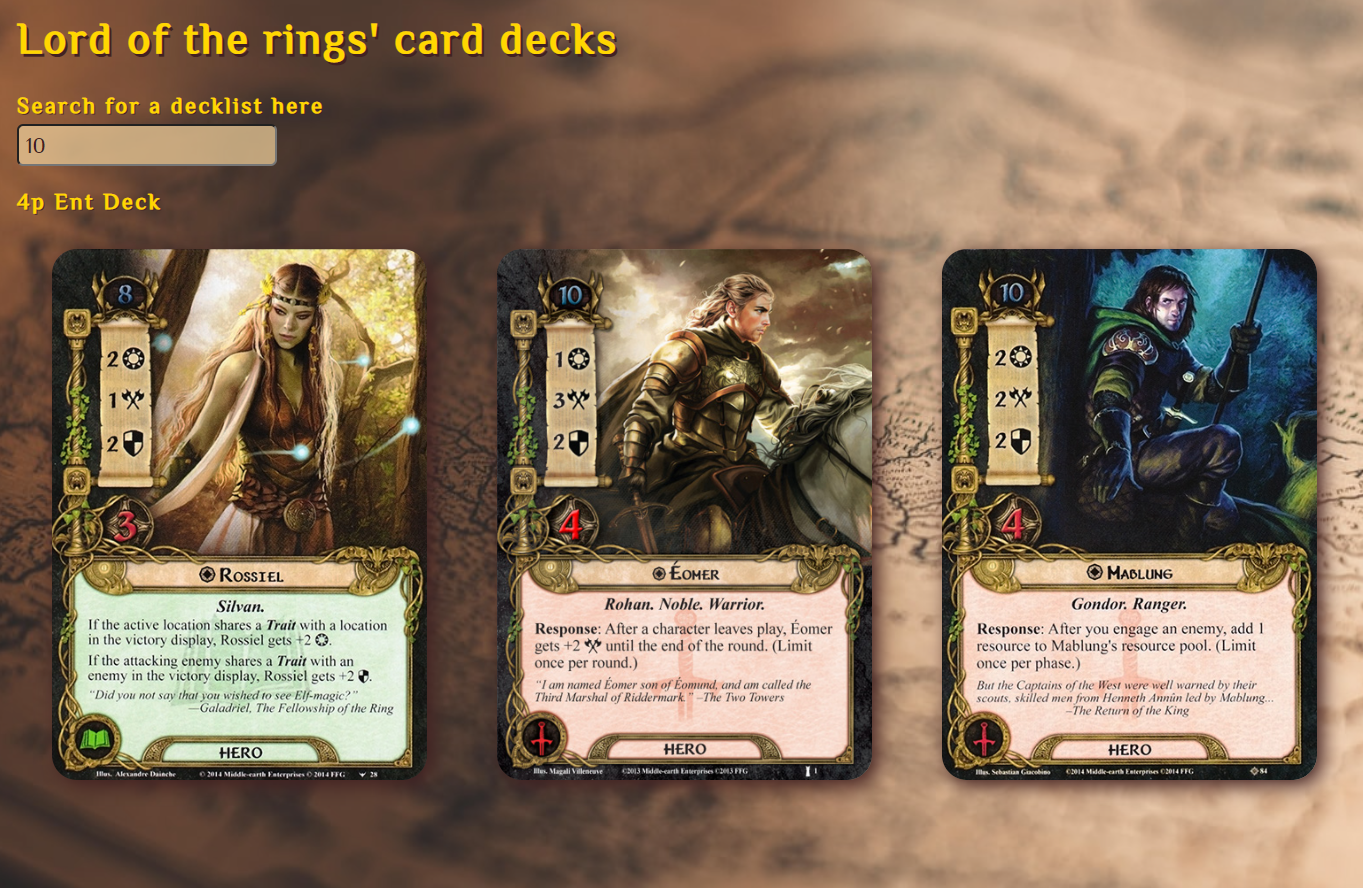 Lord of the rings' card decks
Search for a decklist here
10
4p Ent Deck
8
2
1
2
3
Rossiel
Silvan.
If the active location shares a Trait with a location
in the victory display, Rossiel gets +2
If the attacking enemy shares a Trait with an
enemy in the victory display, Rossiel gets +2
"Did you not say that you wished to see Elf-magic?"
—Galadriel, The Fellowship of the Ring
HERO
Illus. Alexandre Dainche © 2014 Middle-earth Enterprises © 2014 FFG 28
10
1
3
2
4
Éomer
Rohan. Noble. Warrior.
Response: After a character leaves play, Éomer
gets +2 until the end of the round. (Limit
once per round.)
"I am named Éomer son of Éomund, and am called the
Third Marshal of Riddermark." –The Two Towers
HERO
Illus. Magali Villeneuve ©2013 Middle-earth Enterprises ©2013 FFG 1
10
2
2
2
4
Mablung
Gondor. Ranger.
Response: After you engage an enemy, add 1
resource to Mablung's resource pool. (Limit
once per phase.)
But the Captains of the West were well warned by their
scouts, skilled men from Henneth Annûn led by Mablung...
–The Return of the King
HERO
Illus. Sebastian Giacobino ©2014 Middle-earth Enterprises ©2014 FFG 84